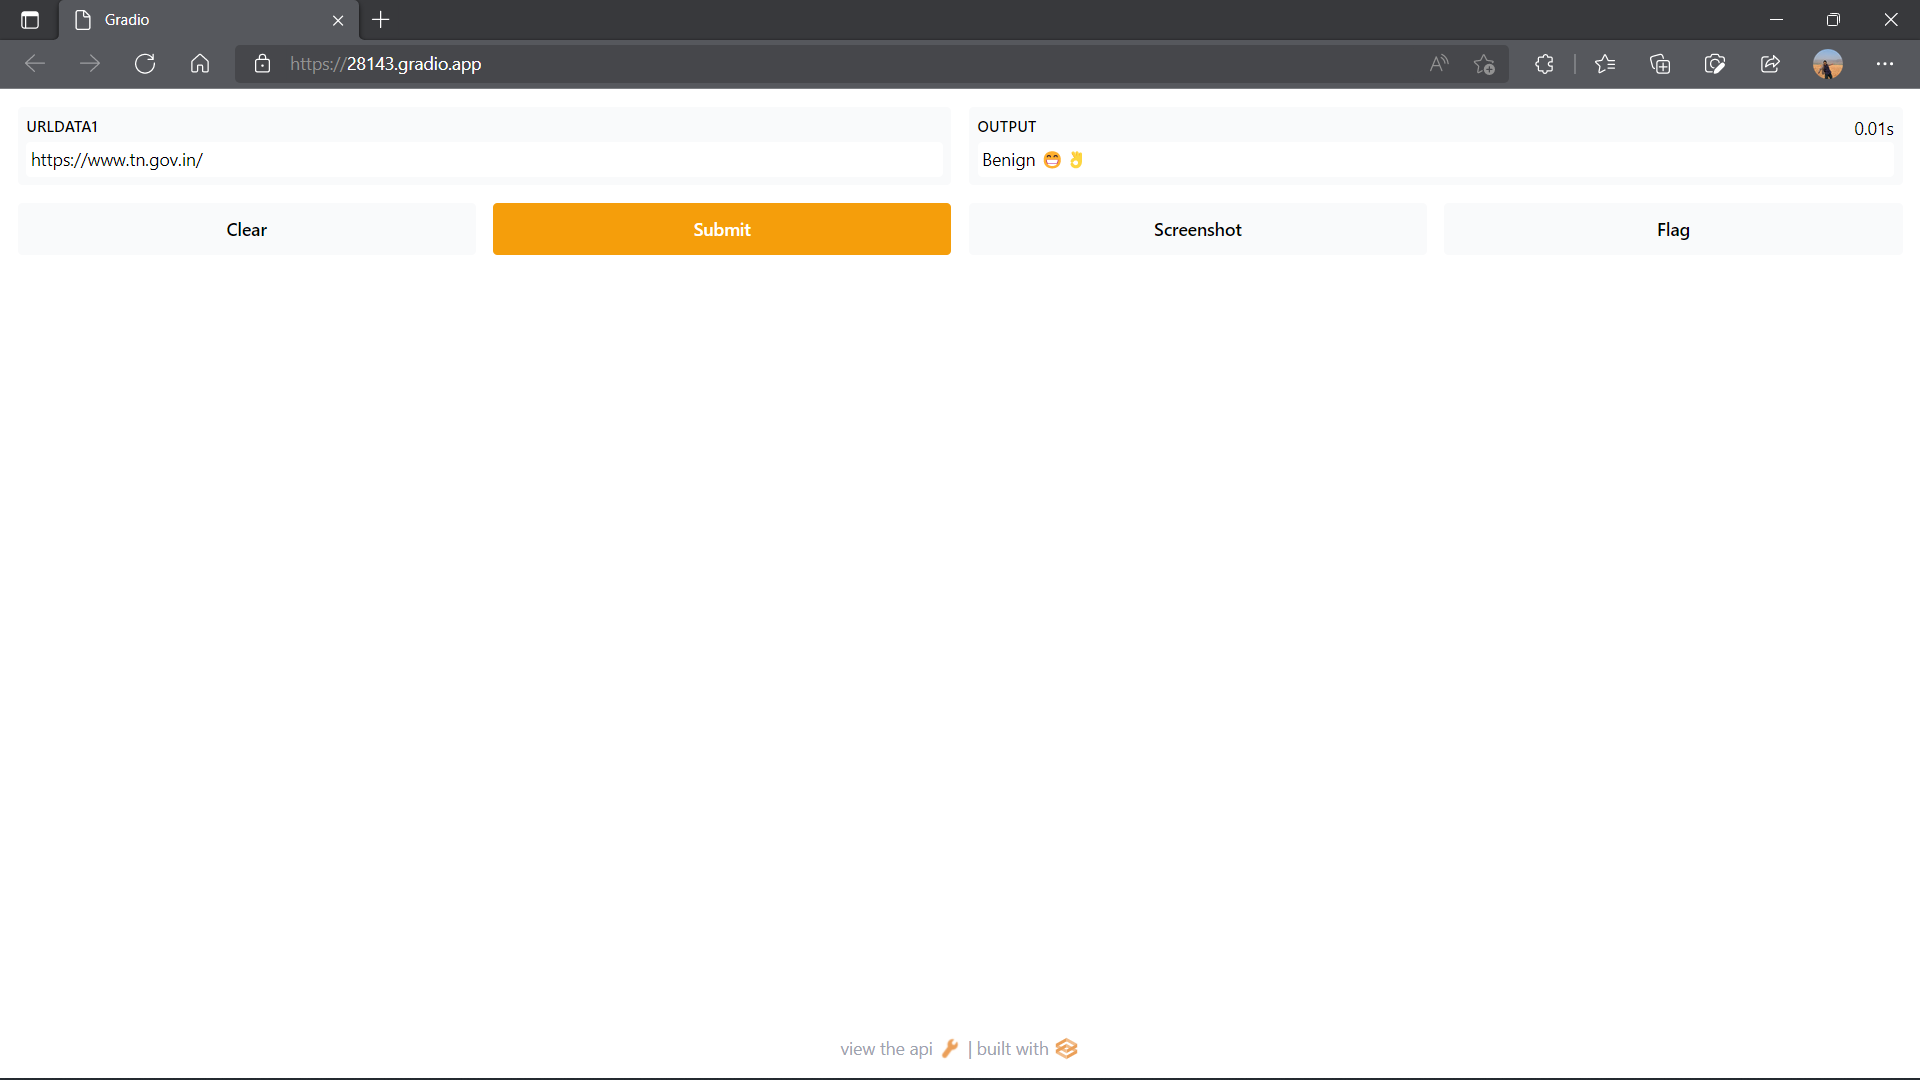 Gradio
https://28143.gradio.app
URLDATA1
https://www.tn.gov.in/
OUTPUT
0.01s
Benign 😁 👌
Clear
Submit
Screenshot
Flag
view the api 🔧 | built with